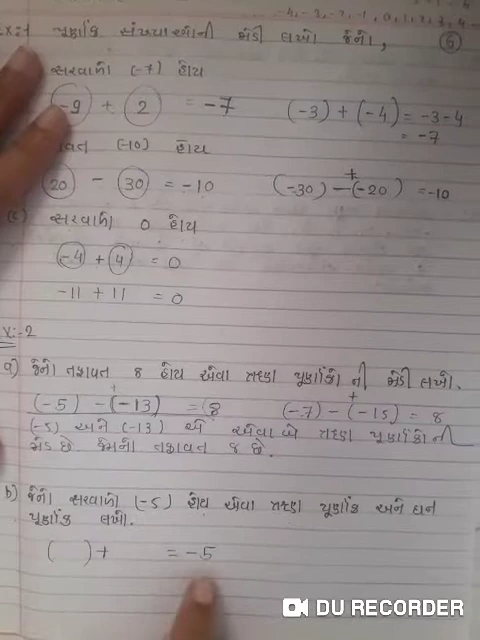 -4, -3, -2, -1, 0, 1, 2, 3, 4
Ex:-1 પૂર્ણાંક સંખ્યાઓની જોડી લખો જેનો, (6)
સરવાળો (-7) હોય
-9 + 2 = -7 (-3) + (-4) = -3-4
= -7
(-10) હોય
20 - 30 = -10 (-30) - (-20) = -10
+
(c) સરવાળો 0 હોય
-4 + 4 = 0
-11 + 11 = 0
x:-2
a) જેનો તફાવત 8 હોય એવા ઋણ પૂર્ણાંકો ની જોડી લખો.
(-5) - (-13) = 8 (-7) - (-15) = 8
+ +
(-5) અને (-13) એ એવા બે ઋણ પૂર્ણાંકોની
જોડ છે જેમનો તફાવત 8 છે.
b) જેનો સરવાળો (-5) હોય એવા ઋણ પૂર્ણાંક અને ધન
પૂર્ણાંક લખો.
( ) + = -5
DU RECORDER